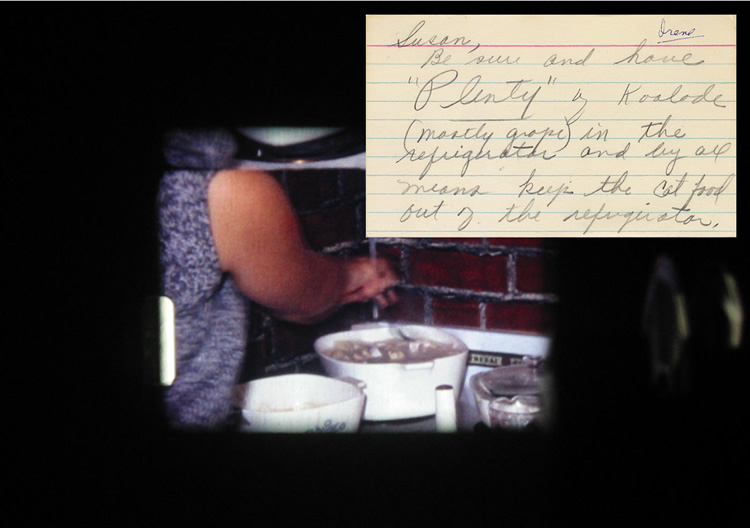 Irene
Susan,
Be sure and have
"Plenty" of Koolade
(mostly grape) in the
refrigerator and by all
means keep the cat food
out of the refrigerator.
GENERAL